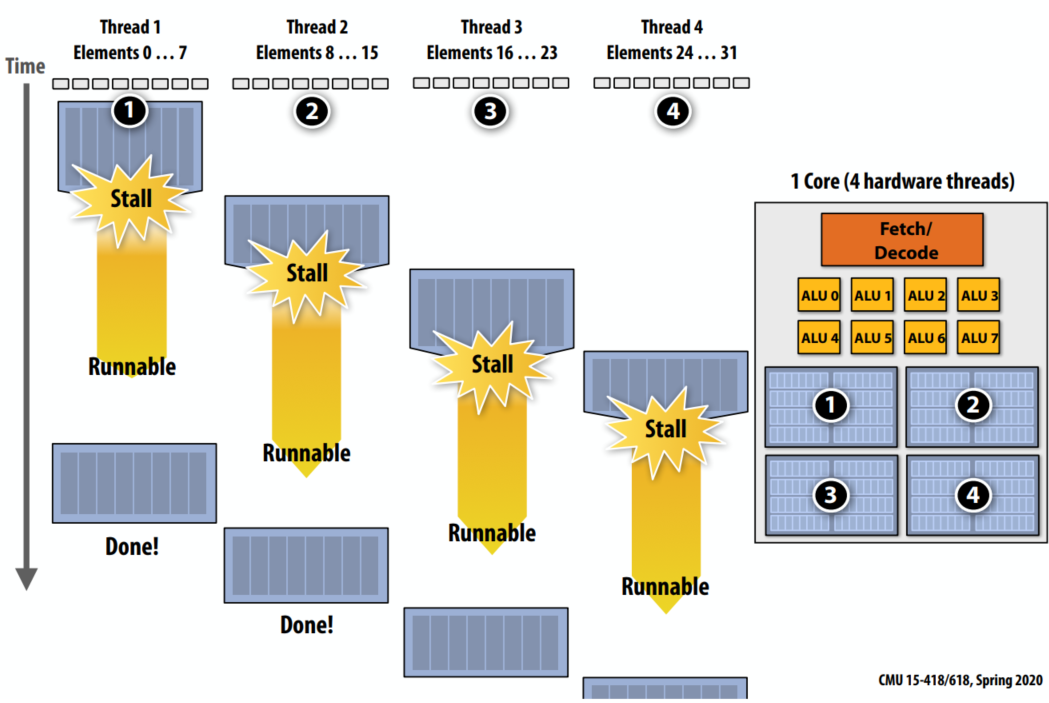 Thread 1
Elements 0 … 7
Thread 2
Elements 8 … 15
Thread 3
Elements 16 … 23
Thread 4
Elements 24 … 31
Time
1
2
3
4
Stall
Stall
Stall
Stall
Runnable
Runnable
Runnable
Runnable
Done!
Done!
1 Core (4 hardware threads)
Fetch/
Decode
ALU 0
ALU 1
ALU 2
ALU 3
ALU 4
ALU 5
ALU 6
ALU 7
1
2
3
4
CMU 15-418/618, Spring 2020